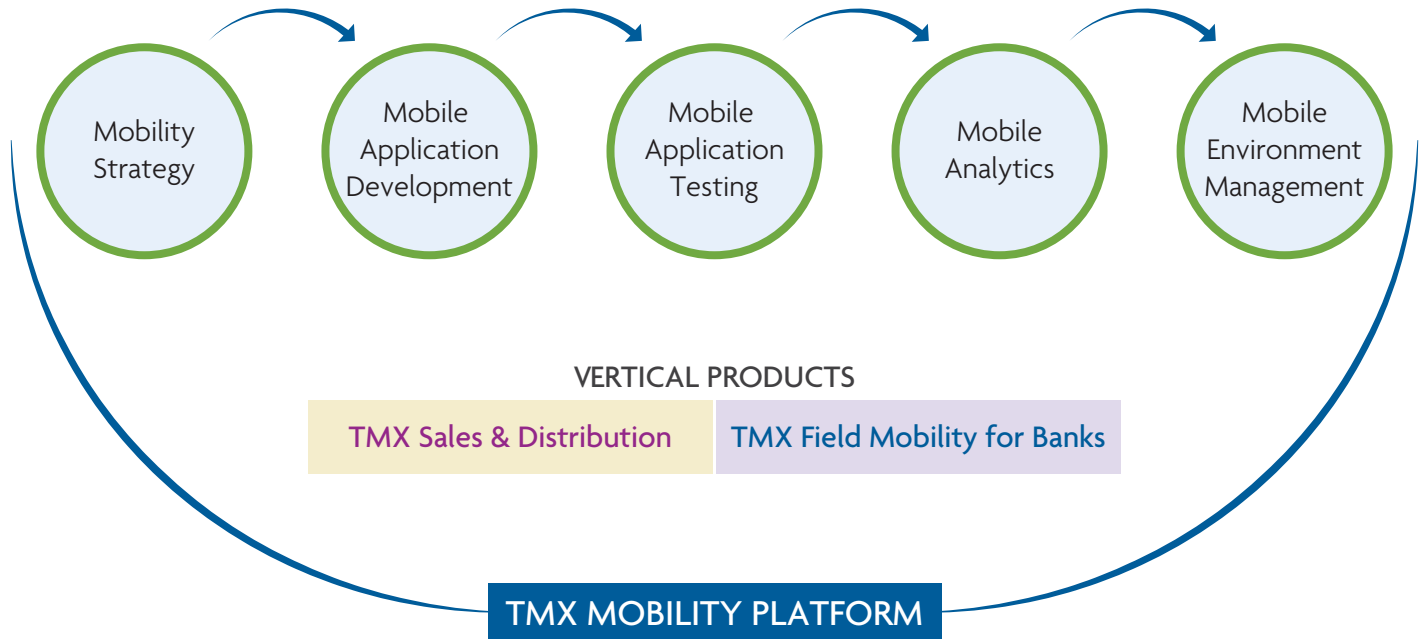 Mobility
Strategy
Mobile
Application
Development
Mobile
Application
Testing
Mobile
Analytics
Mobile
Environment
Management
VERTICAL PRODUCTS
TMX Sales & Distribution
TMX Field Mobility for Banks
TMX MOBILITY PLATFORM